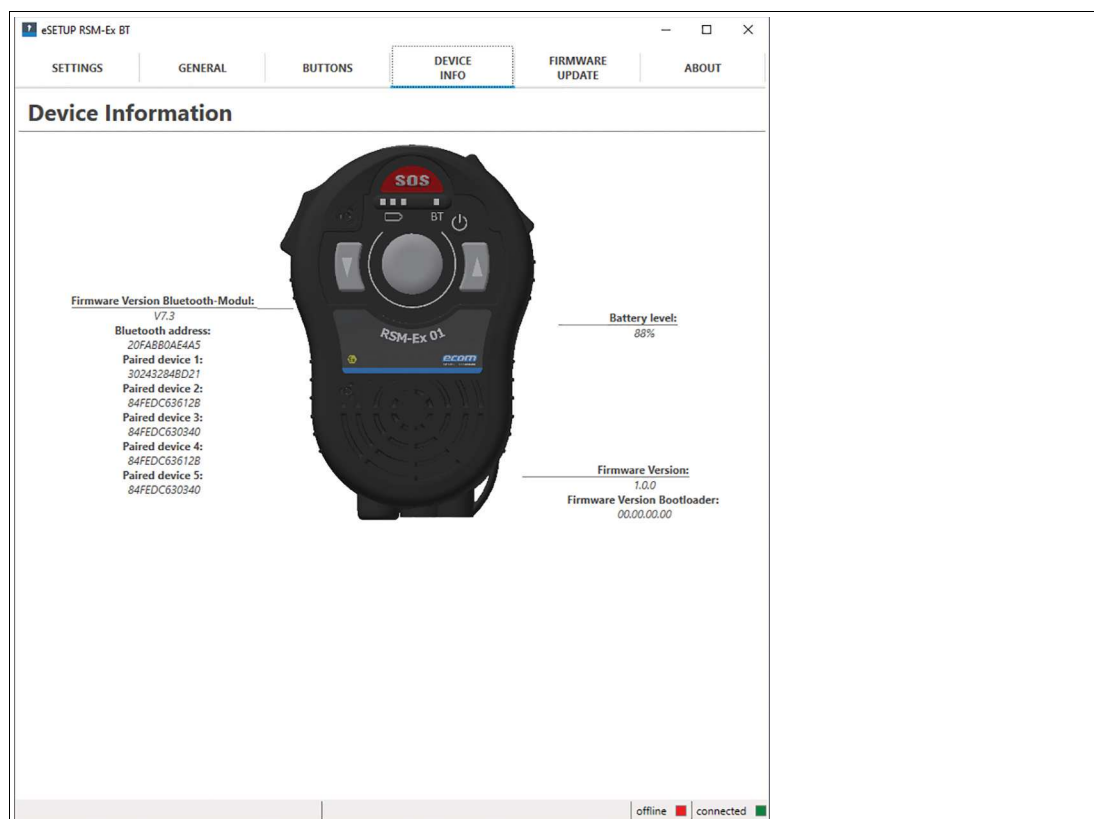 eSETUP RSM-Ex BT
SETTINGS
GENERAL
BUTTONS
DEVICE
INFO
FIRMWARE
UPDATE
ABOUT
Device Information
SOS
BT
RSM-Ex 01
ecom
Firmware Version Bluetooth-Modul:
V7.3
Bluetooth address:
20FABB0AE4A5
Paired device 1:
30243284BD21
Paired device 2:
84FEDC63612B
Paired device 3:
84FEDC630340
Paired device 4:
84FEDC63612B
Paired device 5:
84FEDC630340
Battery level:
88%
Firmware Version:
1.0.0
Firmware Version Bootloader:
00.00.00.00
offline
connected